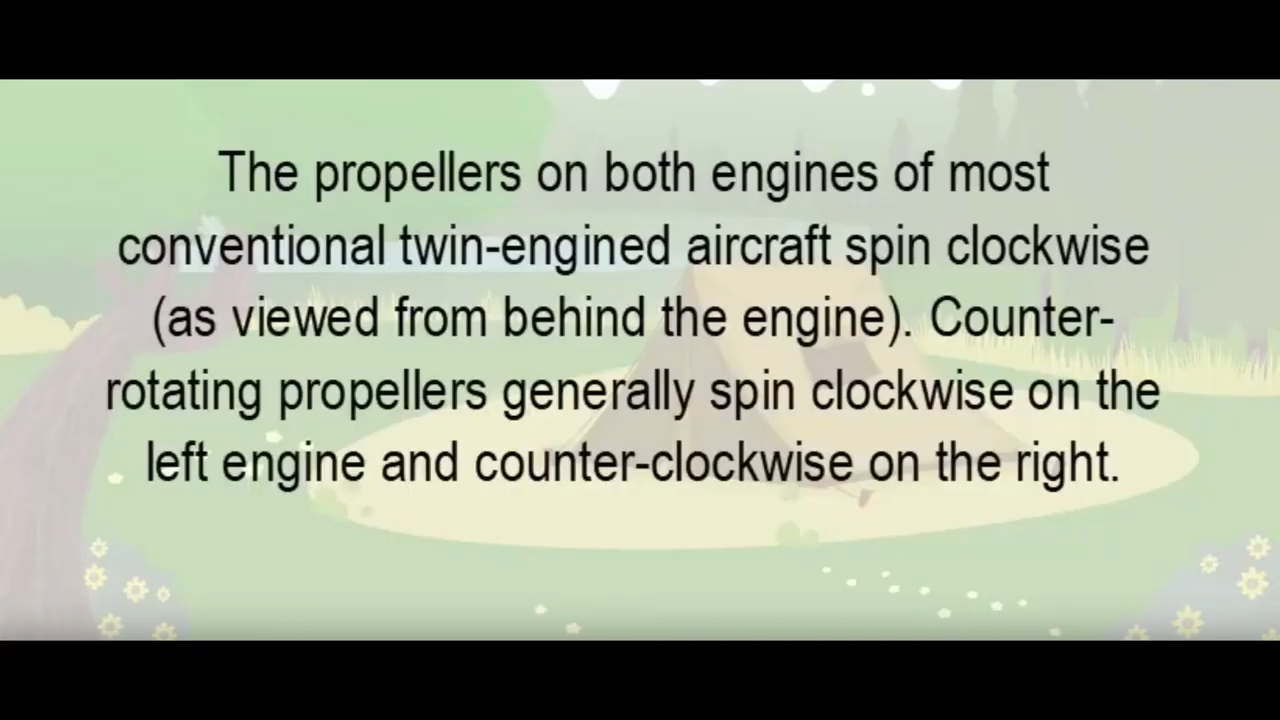 The propellers on both engines of most
conventional twin-engined aircraft spin clockwise
(as viewed from behind the engine). Counter-
rotating propellers generally spin clockwise on the
left engine and counter-clockwise on the right.